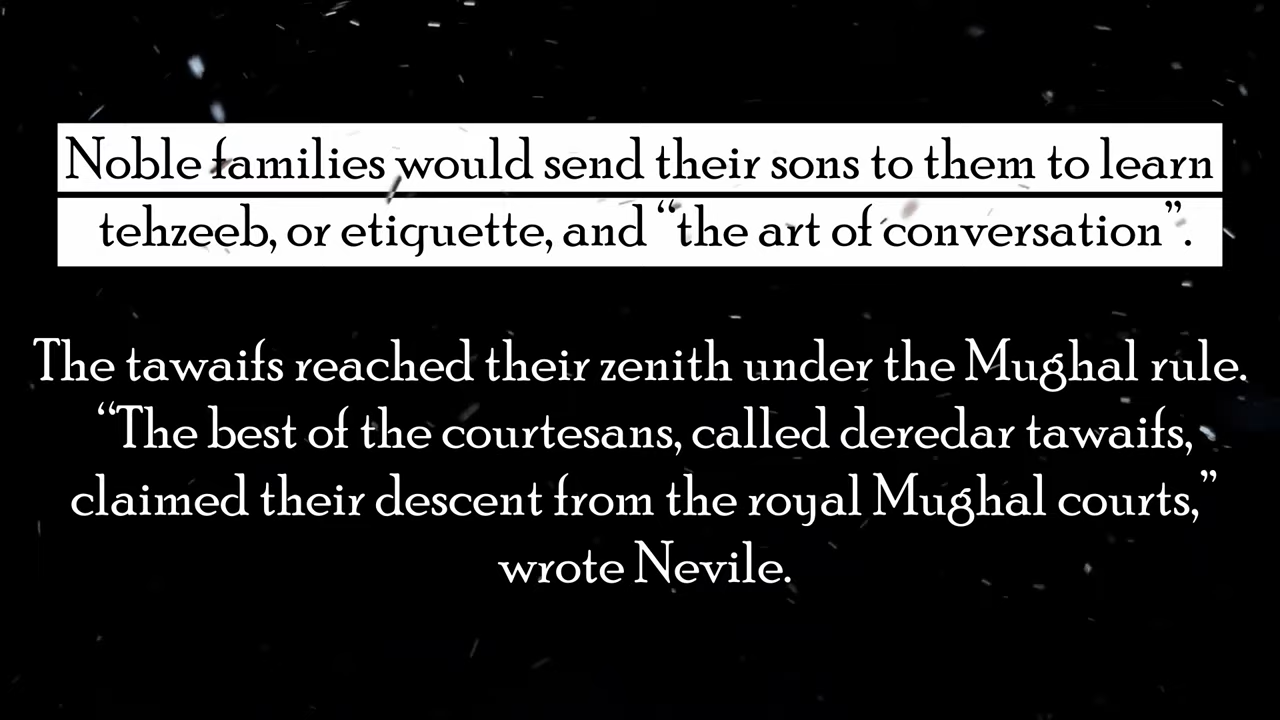 Noble families would send their sons to them to learn
tehzeeb, or etiquette, and “the art of conversation”.
The tawaifs reached their zenith under the Mughal rule.
“The best of the courtesans, called deredar tawaifs,
claimed their descent from the royal Mughal courts,”
wrote Nevile.